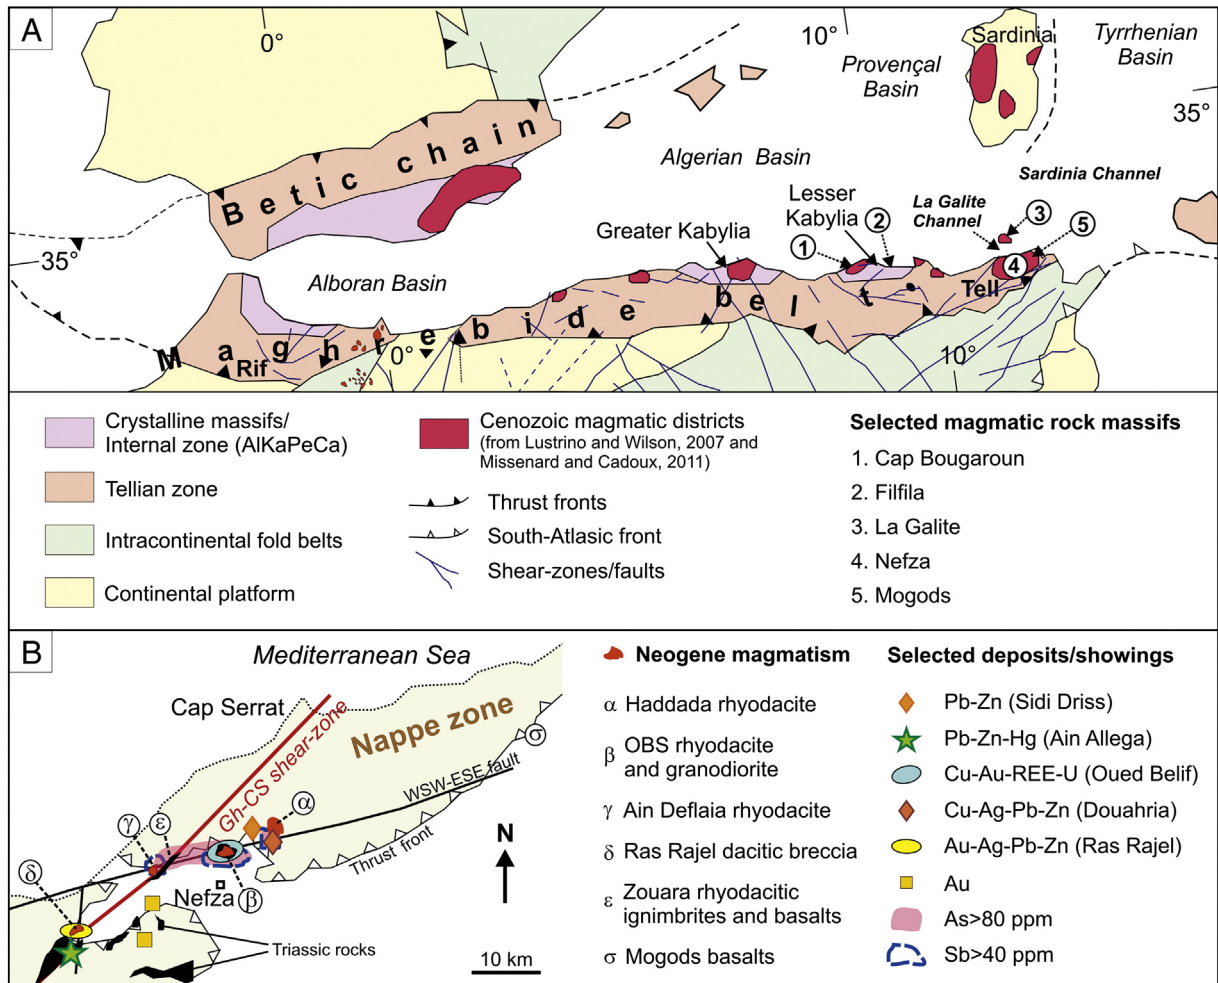 A
0°
10°
Sardinia
Tyrrhenian
Basin
Provençal
Basin
35°
Betic chain
Algerian Basin
Sardinia Channel
Lesser
Kabylia
2
La Galite
Channel
3
Greater Kabylia
1
5
35°
Alboran Basin
4
Tell
Maghrebide belt
Rif
0°
10°
Crystalline massifs/
Internal zone (AlKaPeCa)
Tellian zone
Intracontinental fold belts
Continental platform
Cenozoic magmatic districts
(from Lustrino and Wilson, 2007 and
Missenard and Cadoux, 2011)
Thrust fronts
South-Atlasic front
Shear-zones/faults
Selected magmatic rock massifs
1. Cap Bougaroun
2. Filfila
3. La Galite
4. Nefza
5. Mogods
B
Mediterranean Sea
Cap Serrat
Gh-CS shear-zone
Nappe zone
σ
WSW-ESE fault
α
γ
ε
Thrust front
δ
Nefza
β
N
Triassic rocks
10 km
Neogene magmatism
α Haddada rhyodacite
β OBS rhyodacite
and granodiorite
γ Ain Deflaia rhyodacite
δ Ras Rajel dacitic breccia
ε Zouara rhyodacitic
ignimbrites and basalts
σ Mogods basalts
Selected deposits/showings
Pb-Zn (Sidi Driss)
Pb-Zn-Hg (Ain Allega)
Cu-Au-REE-U (Oued Belif)
Cu-Ag-Pb-Zn (Douahria)
Au-Ag-Pb-Zn (Ras Rajel)
Au
As>80 ppm
Sb>40 ppm